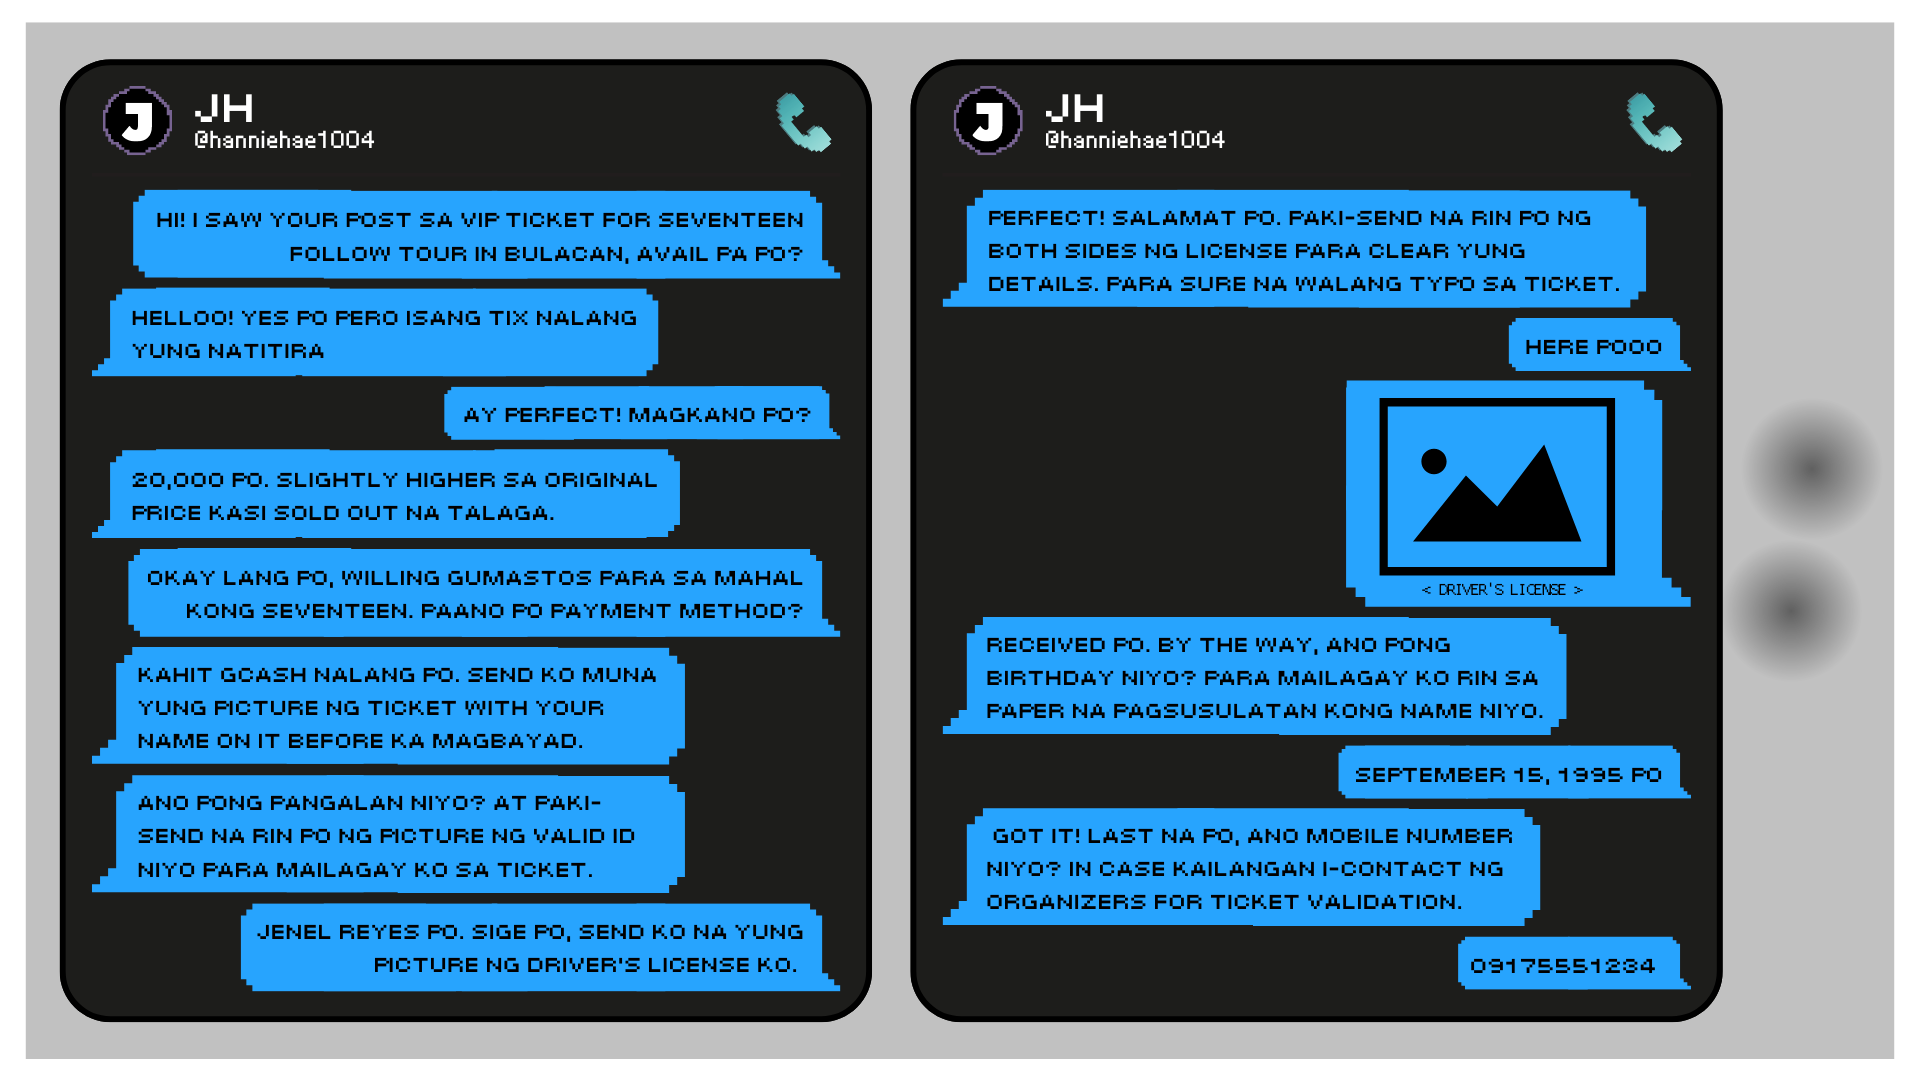 JH
@hanniehae1004
HI! I SAW YOUR POST SA VIP TICKET FOR SEVENTEEN
FOLLOW TOUR IN BULACAN, AVAIL PA PO?
HELLOO! YES PO PERO ISANG TIX NALANG
YUNG NATITIRA
AY PERFECT! MAGKANO PO?
20,000 PO. SLIGHTLY HIGHER SA ORIGINAL
PRICE KASI SOLD OUT NA TALAGA.
OKAY LANG PO, WILLING GUMASTOS PARA SA MAHAL
KONG SEVENTEEN. PAANO PO PAYMENT METHOD?
KAHIT GCASH NALANG PO. SEND KO MUNA
YUNG PICTURE NG TICKET WITH YOUR
NAME ON IT BEFORE KA MAGBAYAD.
ANO PONG PANGALAN NIYO? AT PAKI-
SEND NA RIN PO NG PICTURE NG VALID ID
NIYO PARA MAILAGAY KO SA TICKET.
JENEL REYES PO. SIGE PO, SEND KO NA YUNG
PICTURE NG DRIVER'S LICENSE KO.
JH
@hanniehae1004
PERFECT! SALAMAT PO. PAKI-SEND NA RIN PO NG
BOTH SIDES NG LICENSE PARA CLEAR YUNG
DETAILS. PARA SURE NA WALANG TYPO SA TICKET.
HERE POOO
< DRIVER'S LICENSE >
RECEIVED PO. BY THE WAY, ANO PONG
BIRTHDAY NIYO? PARA MAILAGAY KO RIN SA
PAPER NA PAGSUSULATAN KONG NAME NIYO.
SEPTEMBER 15, 1995 PO
GOT IT! LAST NA PO, ANO MOBILE NUMBER
NIYO? IN CASE KAILANGAN I-CONTACT NG
ORGANIZERS FOR TICKET VALIDATION.
09175551234